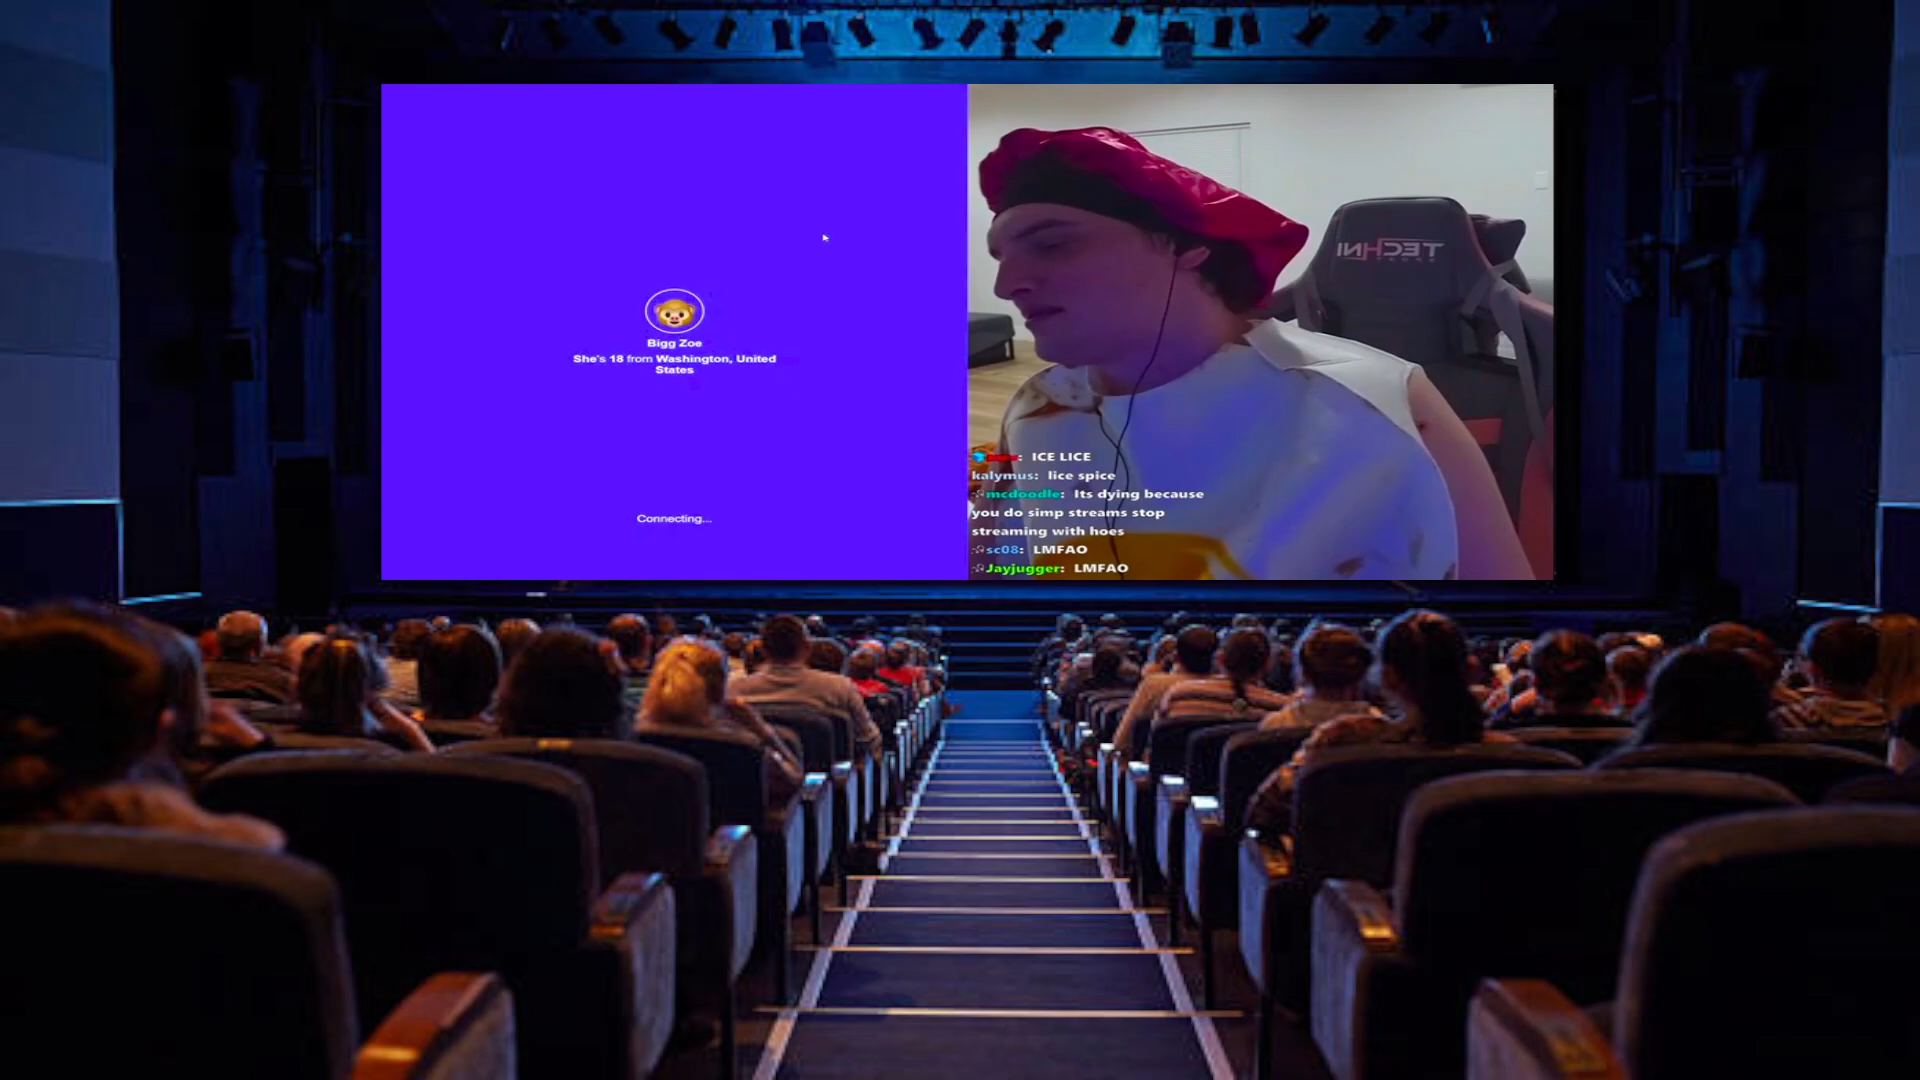 Bigg Zoe
She's 18 from Washington, United
States
Connecting...
TECHNI
SPORT
: ICE LICE
kalymus: lice spice
mcdoodle: Its dying because
you do simp streams stop
streaming with hoes
sc08: LMFAO
Jayjugger: LMFAO